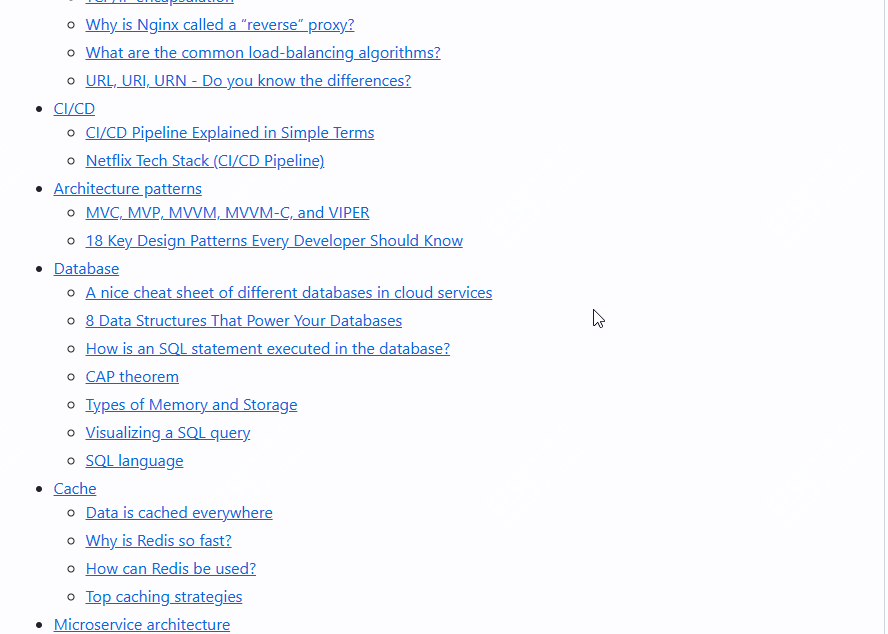 Why is Nginx called a “reverse” proxy?
What are the common load-balancing algorithms?
URL, URI, URN - Do you know the differences?
CI/CD
CI/CD Pipeline Explained in Simple Terms
Netflix Tech Stack (CI/CD Pipeline)
Architecture patterns
MVC, MVP, MVVM, MVVM-C, and VIPER
18 Key Design Patterns Every Developer Should Know
Database
A nice cheat sheet of different databases in cloud services
8 Data Structures That Power Your Databases
How is an SQL statement executed in the database?
CAP theorem
Types of Memory and Storage
Visualizing a SQL query
SQL language
Cache
Data is cached everywhere
Why is Redis so fast?
How can Redis be used?
Top caching strategies
Microservice architecture